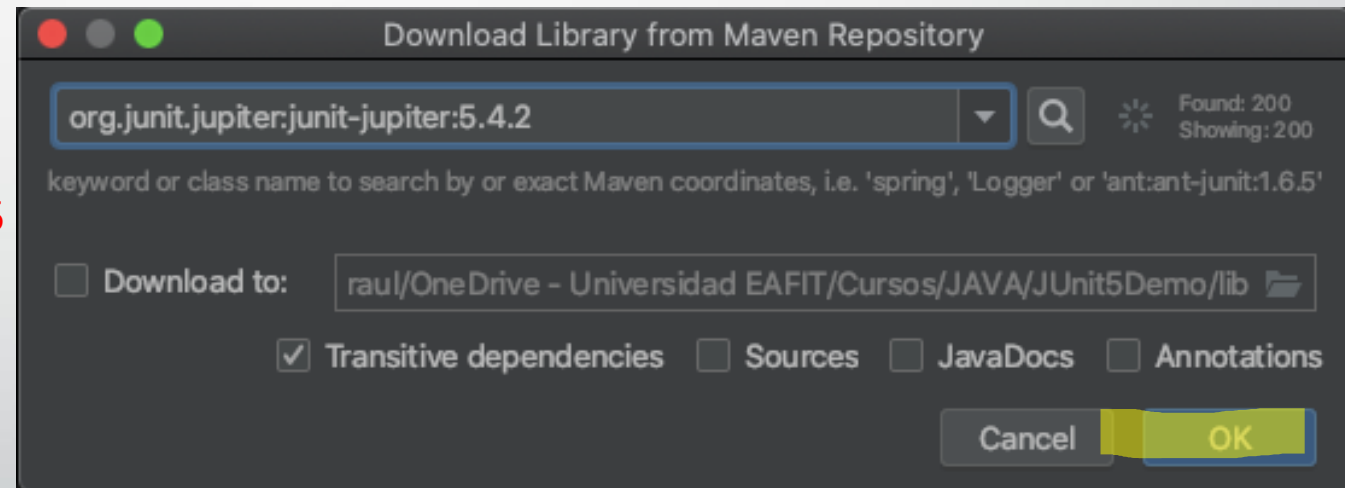 Download Library from Maven Repository
org.junit.jupiter:junit-jupiter:5.4.2
Found: 200
Showing: 200
keyword or class name to search by or exact Maven coordinates, i.e. 'spring', 'Logger' or 'ant:ant-junit:1.6.5'
Download to: raul/OneDrive - Universidad EAFIT/Cursos/JAVA/JUnit5Demo/lib
Transitive dependencies Sources JavaDocs Annotations
Cancel OK